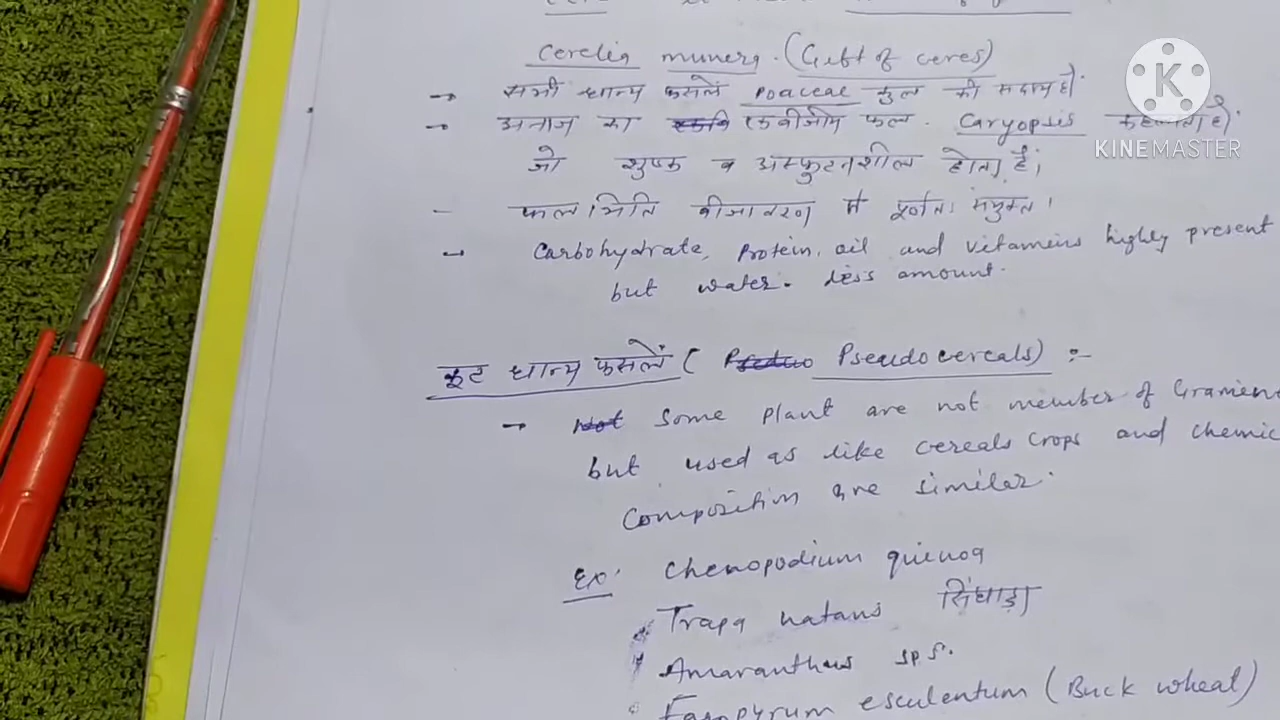 Cerelia munera. (Gift of ceres)
→ सभी धान्य फसलें Poaceae कुल की सदस्य है।
→ अनाज का एकबीजीय फल Caryopsis कहलाता है।
जो शुष्क व अस्फुटनशील होता है।
- फलभित्ति बीजावरण से पूर्णतः संयुक्त।
- Carbohydrate, Protein, oil and vitamins highly present
but water. Less amount.
कूट धान्य फसलें ( Pseudocereals) :-
→ Some plant are not member of Gramien
but used as like cereals crops and chemic
composition are similar.
Ex. Chenopodium quienoa
Trapa natans सिंघाड़ा
Amaranthus sps.
Fagopyrum esculentum (Buck wheat)
K
KINEMASTER